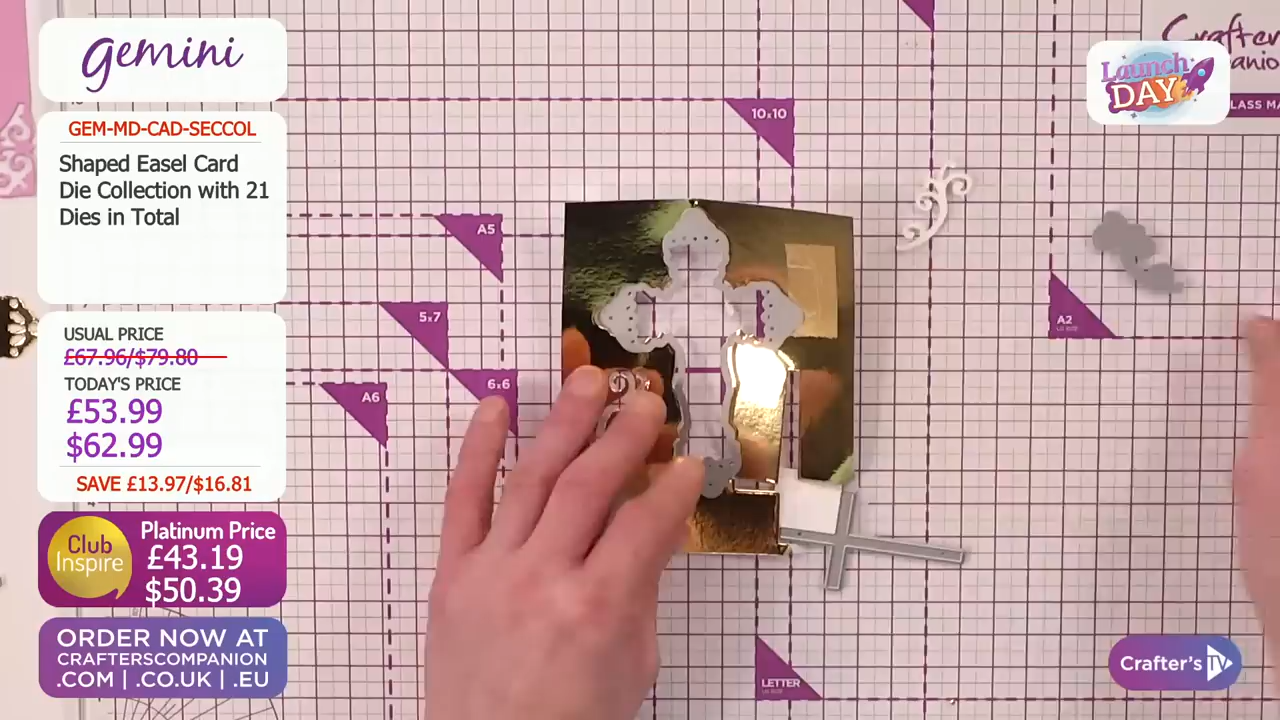 gemini
GEM-MD-CAD-SECCOL
Shaped Easel Card
Die Collection with 21
Dies in Total
USUAL PRICE
£67.96/$79.80
TODAY'S PRICE
£53.99
$62.99
SAVE £13.97/$16.81
Club
Inspire
Platinum Price
£43.19
$50.39
ORDER NOW AT
CRAFTERSCOMPANION
.COM | .CO.UK | .EU
Launch
DAY
10x10
A5
5x7
6x6
A6
A2
LETTER
Crafter's TV